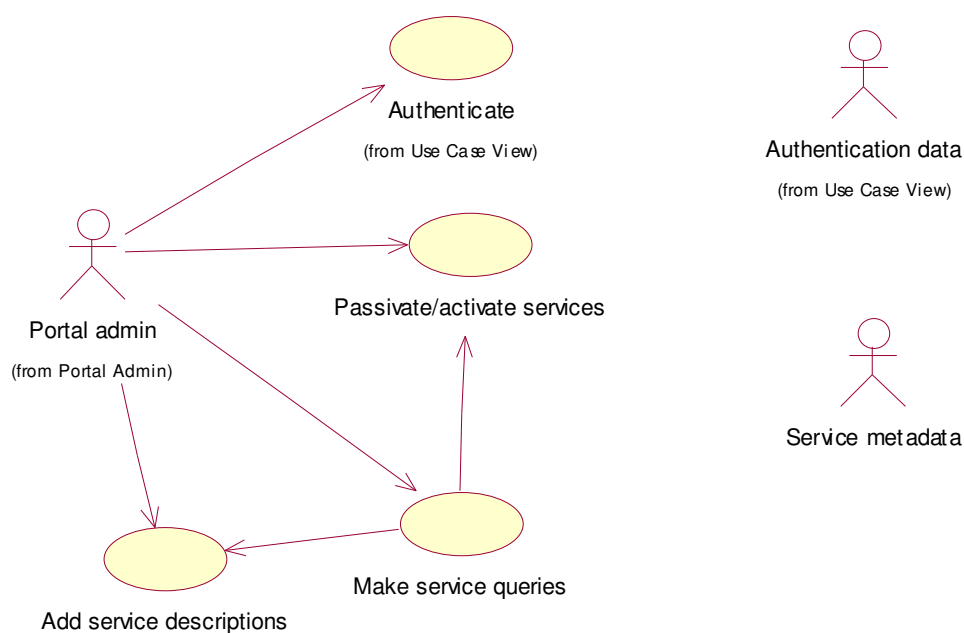 Authenticate
(from Use Case View)
Authentication data
(from Use Case View)
Passivate/activate services
Portal admin
(from Portal Admin)
Service metadata
Make service queries
Add service descriptions